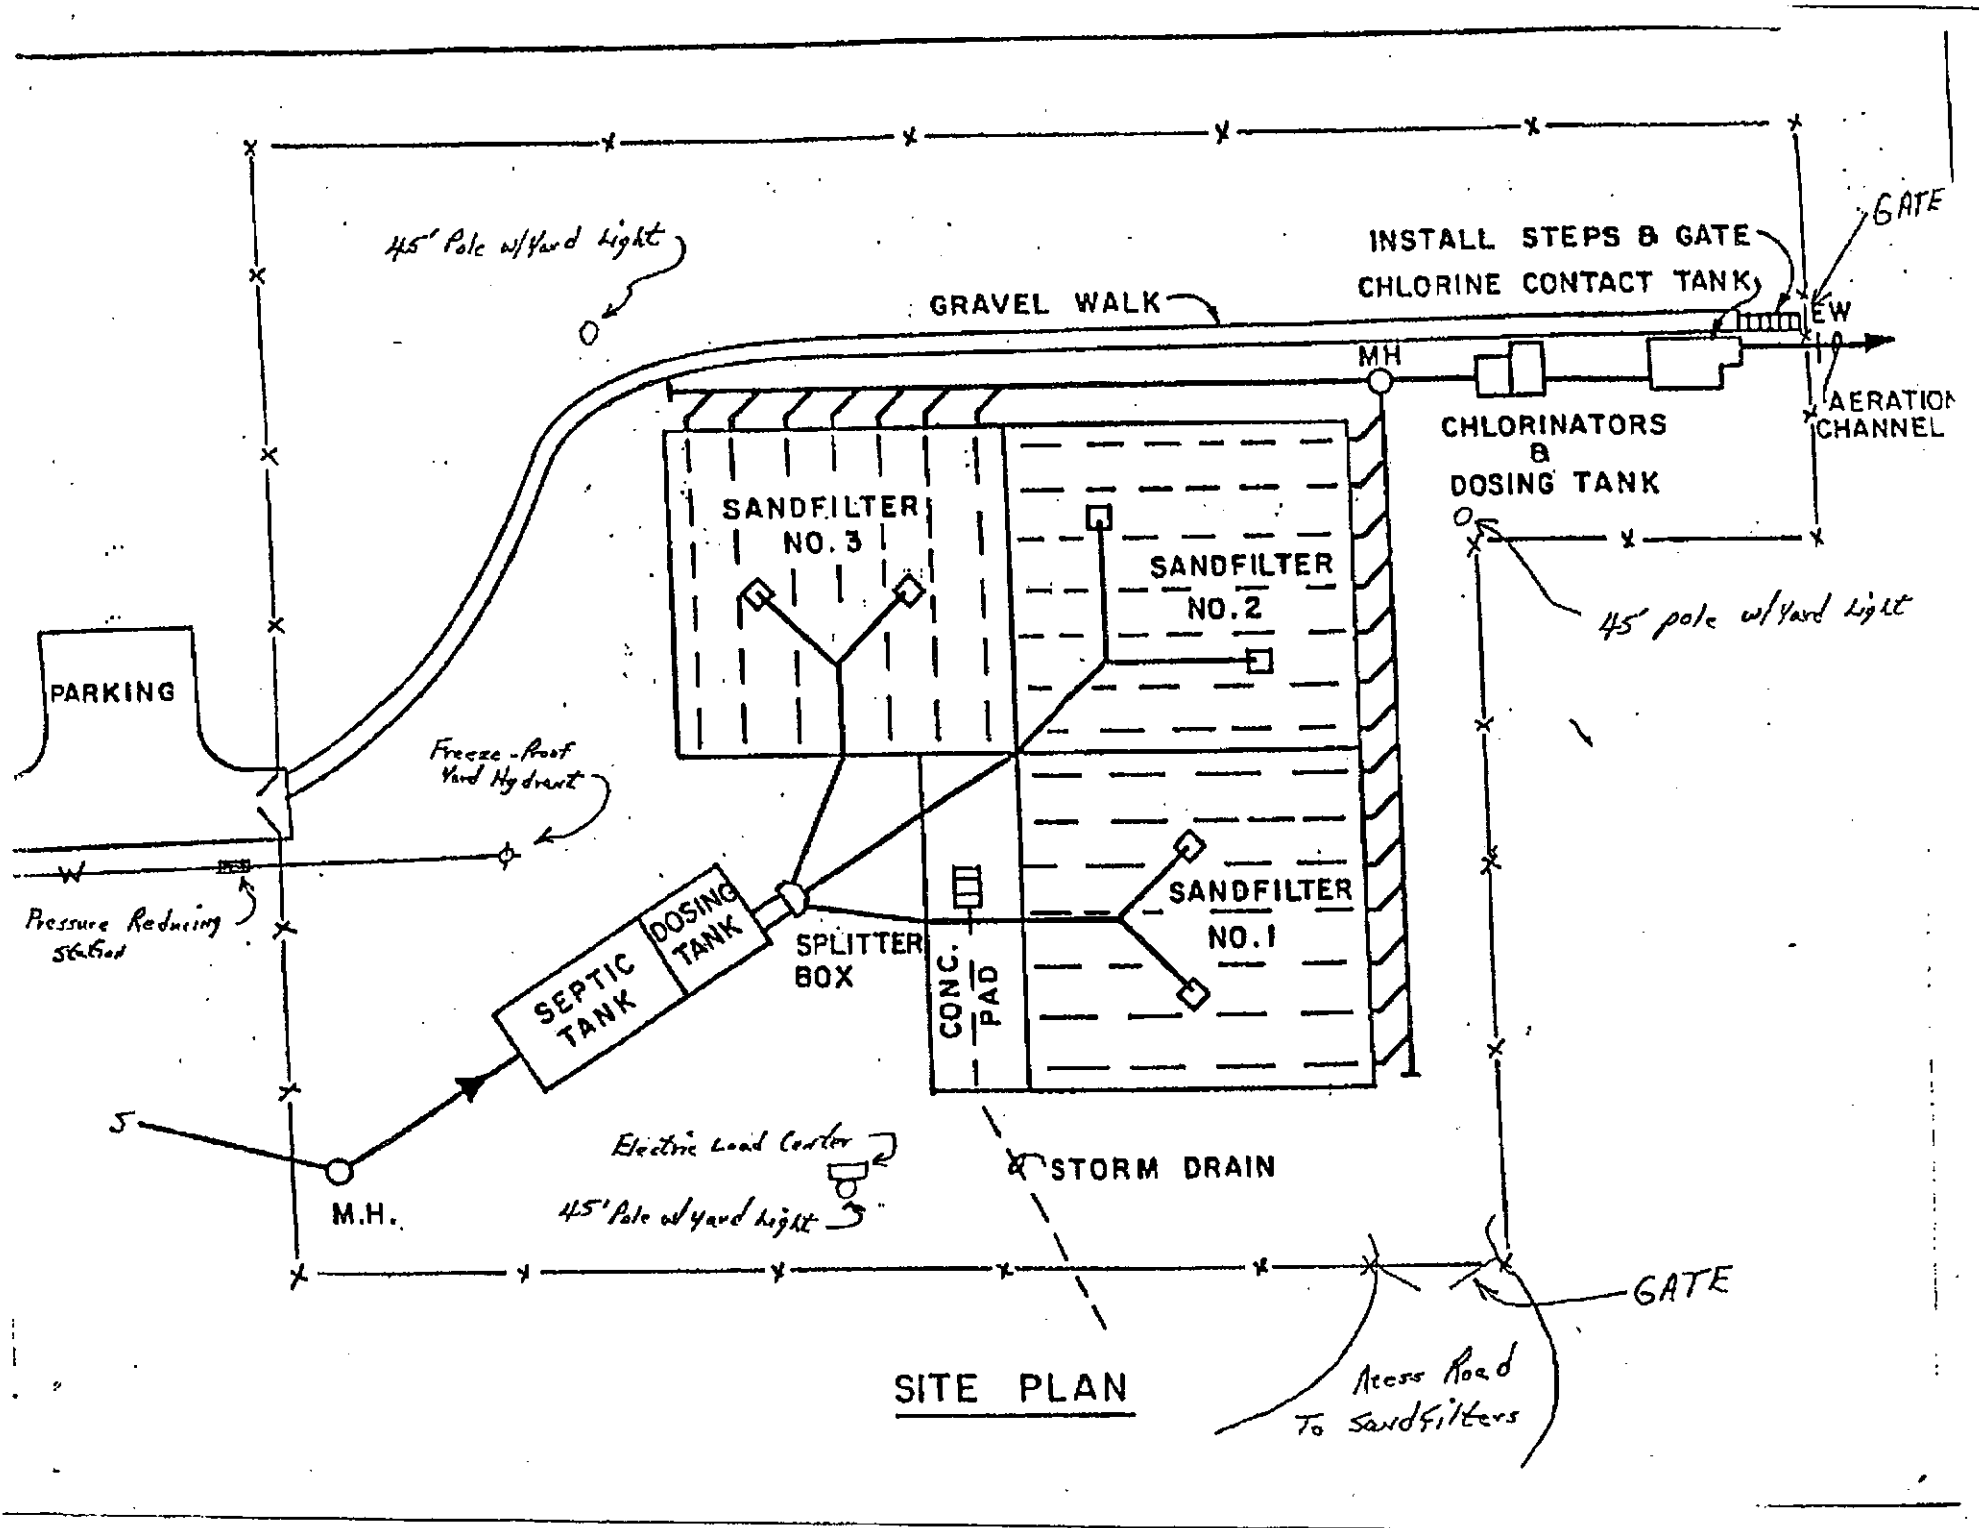 GATE
45' Pole w/Yard Light
INSTALL STEPS & GATE
CHLORINE CONTACT TANK
GRAVEL WALK
EW
MH
AERATION
CHANNEL
CHLORINATORS
&
DOSING TANK
SANDFILTER
NO. 3
SANDFILTER
NO. 2
45' pole w/Yard Light
PARKING
Freeze-Proof
Yard Hydrant
W
Pressure Reducing
Station
SANDFILTER
NO. 1
DOSING
TANK
SPLITTER
BOX
SEPTIC
TANK
CONC.
PAD
S
M.H.
Electric Load Center
45' Pole w/ Yard Light
STORM DRAIN
GATE
SITE PLAN
Acess Road
To Sandfilters